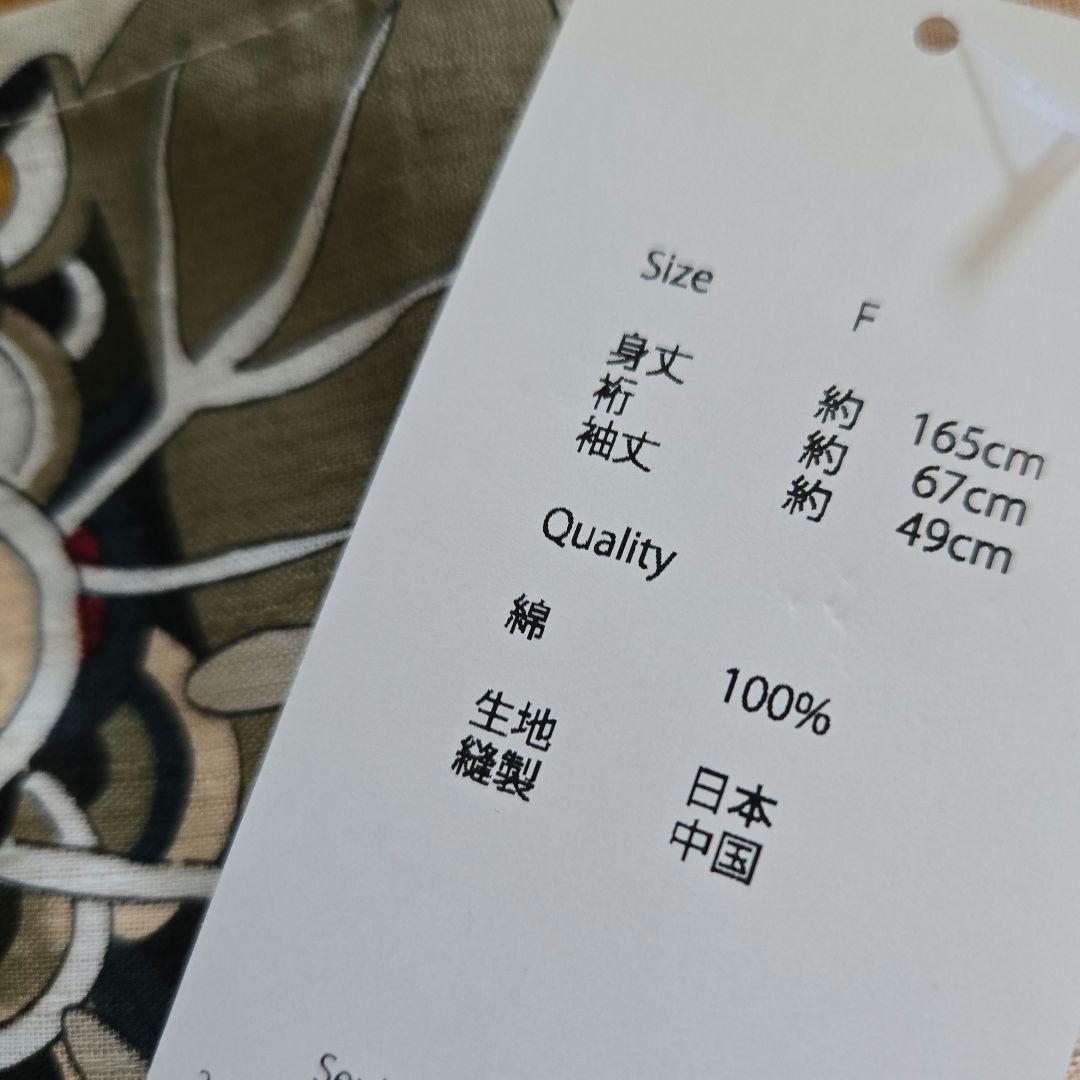 Size F
身丈 約 165cm
裄 約 67cm
袖丈 約 49cm
Quality
綿 100%
生地 日本
縫製 中国